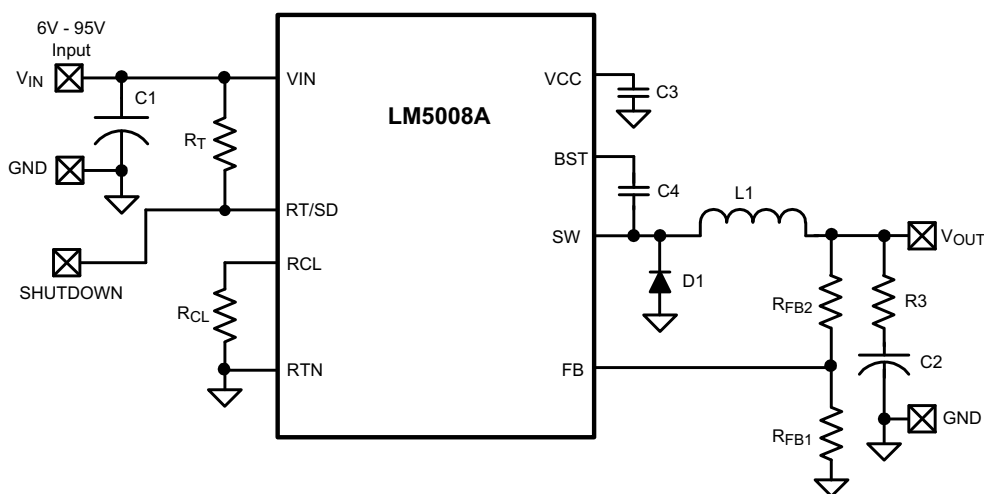 6V - 95V
Input
VIN
C1
GND
RT
SHUTDOWN
RCL
LM5008A
VIN
RT/SD
RCL
RTN
VCC
BST
SW
FB
C3
C4
L1
D1
VOUT
RFB2
R3
C2
GND
RFB1